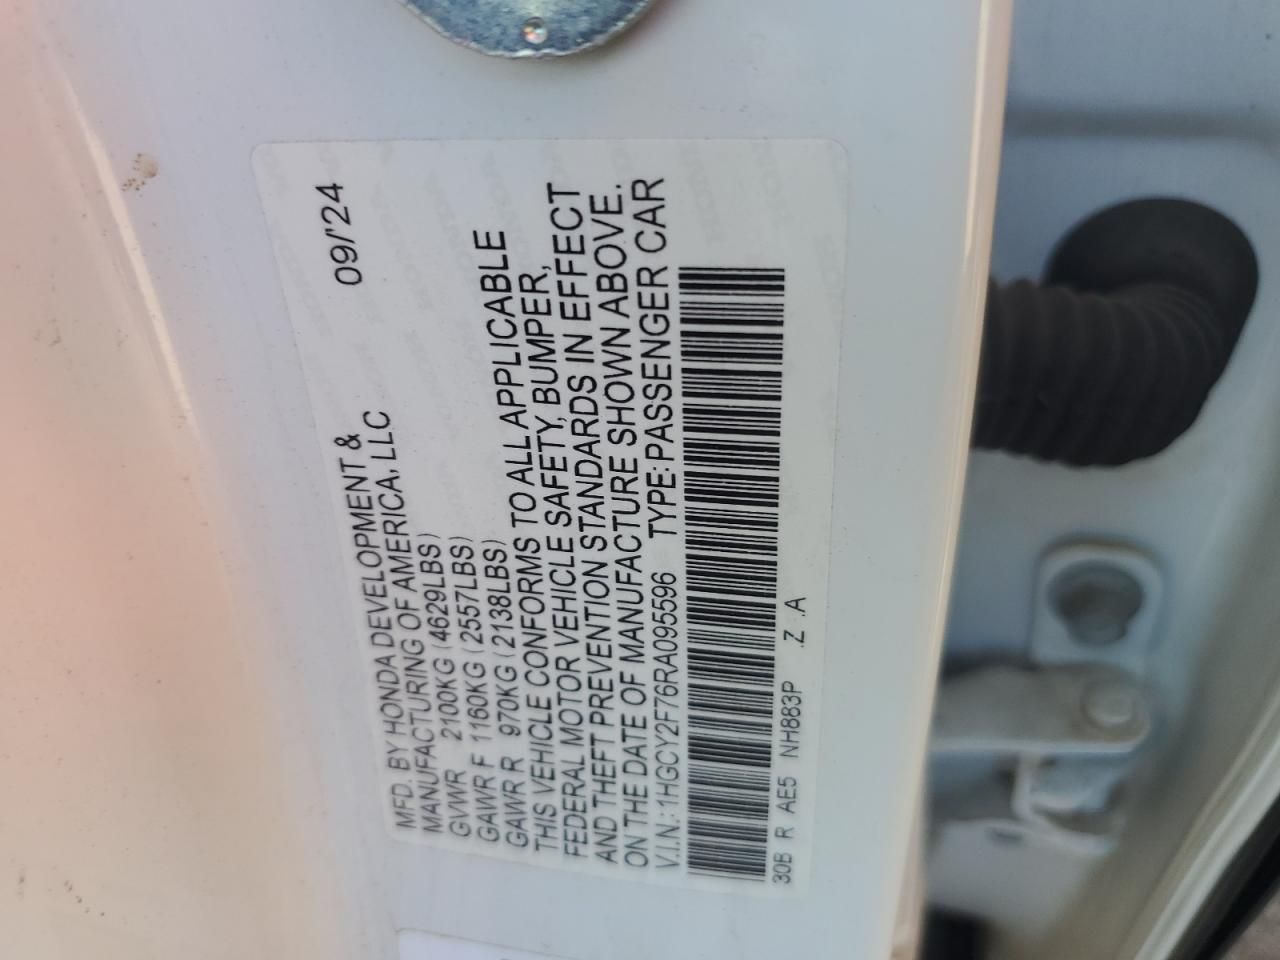 09/'24
MFD. BY HONDA DEVELOPMENT &
MANUFACTURING OF AMERICA, LLC
GVWR 2100KG (4629LBS)
GAWR F 1160KG (2557LBS)
GAWR R 970KG (2138LBS)
THIS VEHICLE CONFORMS TO ALL APPLICABLE
FEDERAL MOTOR VEHICLE SAFETY, BUMPER,
AND THEFT PREVENTION STANDARDS IN EFFECT
ON THE DATE OF MANUFACTURE SHOWN ABOVE.
V.I.N.: 1HGCY2F76RA095596 TYPE: PASSENGER CAR
30B R AE5 NH883P .Z .A